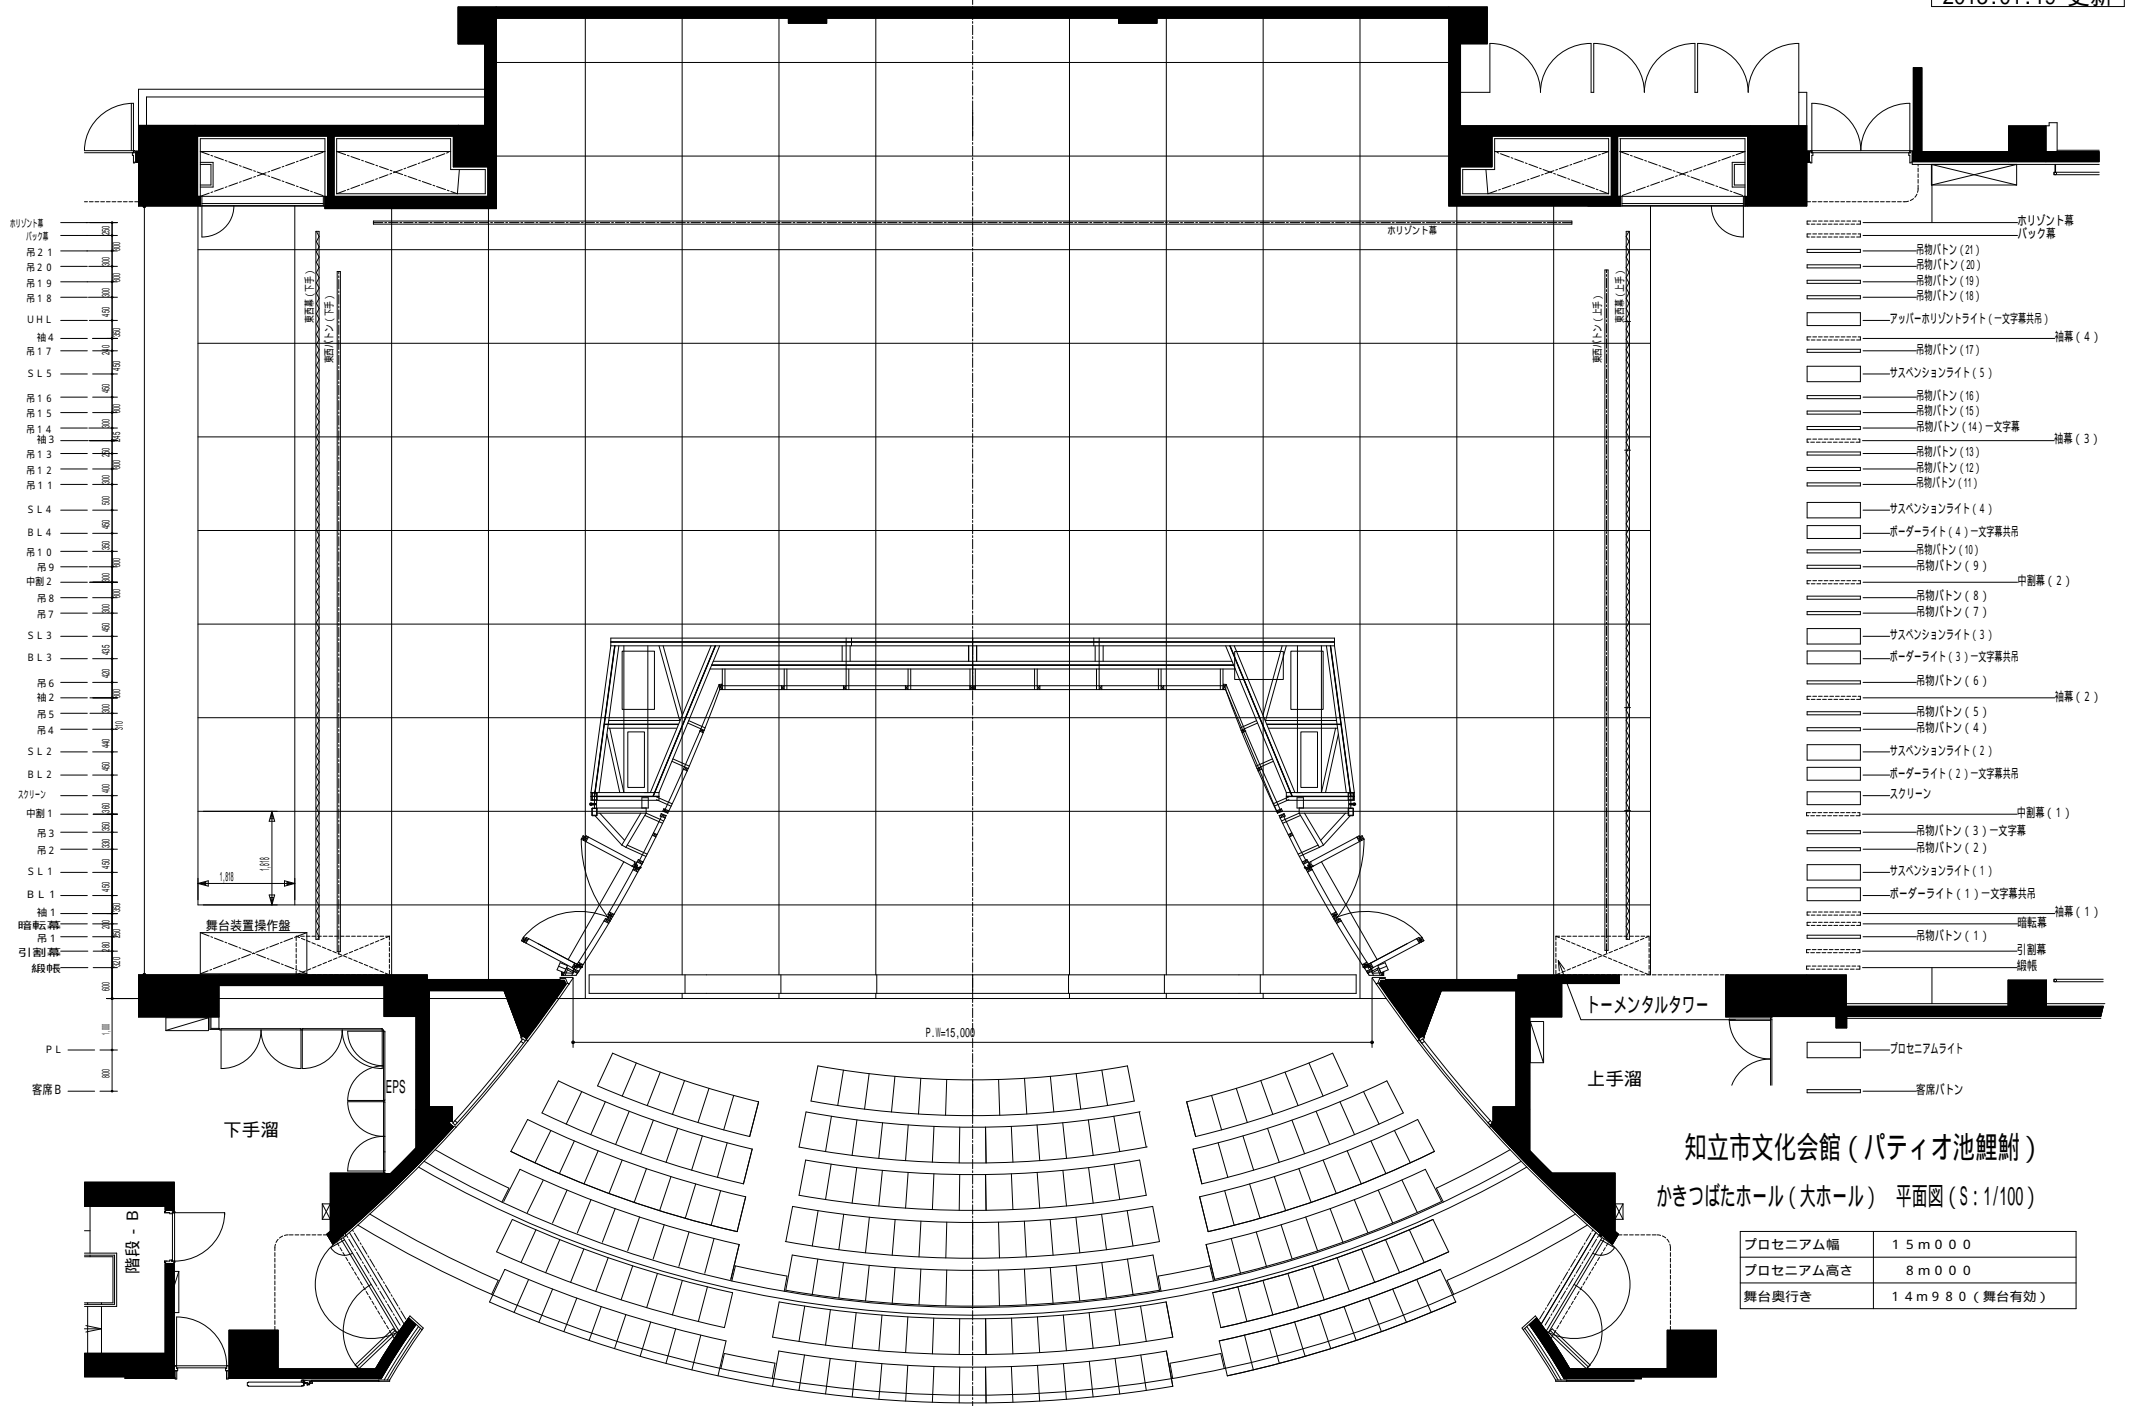 ホリゾント幕
バック幕
吊21
吊20
吊19
吊18
UHL
袖4
吊17
SL5
吊16
吊15
吊14
袖3
吊13
吊12
吊11
SL4
BL4
吊10
吊9
中割2
吊8
吊7
SL3
BL3
吊6
袖2
吊5
吊4
SL2
BL2
スクリーン
中割1
吊3
吊2
SL1
BL1
袖1
暗転幕
吊1
引割幕
緞帳
PL
客席B
東西幕(下手)
東西バトン(下手)
ホリゾント幕
東西バトン(上手)
東西幕(上手)
1,818
1,818
舞台装置操作盤
P.W=15,000
EPS
下手溜
階段-B
トーメンタルタワー
上手溜
ホリゾント幕
バック幕
吊物バトン(21)
吊物バトン(20)
吊物バトン(19)
吊物バトン(18)
アッパーホリゾントライト(一文字幕共吊)
袖幕(4)
吊物バトン(17)
サスペンションライト(5)
吊物バトン(16)
吊物バトン(15)
吊物バトン(14)一文字幕
袖幕(3)
吊物バトン(13)
吊物バトン(12)
吊物バトン(11)
サスペンションライト(4)
ボーダーライト(4)一文字幕共吊
吊物バトン(10)
吊物バトン(9)
中割幕(2)
吊物バトン(8)
吊物バトン(7)
サスペンションライト(3)
ボーダーライト(3)一文字幕共吊
吊物バトン(6)
袖幕(2)
吊物バトン(5)
吊物バトン(4)
サスペンションライト(2)
ボーダーライト(2)一文字幕共吊
スクリーン
中割幕(1)
吊物バトン(3)一文字幕
吊物バトン(2)
サスペンションライト(1)
ボーダーライト(1)一文字幕共吊
袖幕(1)
暗転幕
吊物バトン(1)
引割幕
緞帳
プロセニアムライト
客席バトン
知立市文化会館(パティオ池鯉鮒)
かきつばたホール(大ホール) 平面図(S:1/100)
プロセニアム幅 15m000
プロセニアム高さ 8m000
舞台奥行き 14m980(舞台有効)